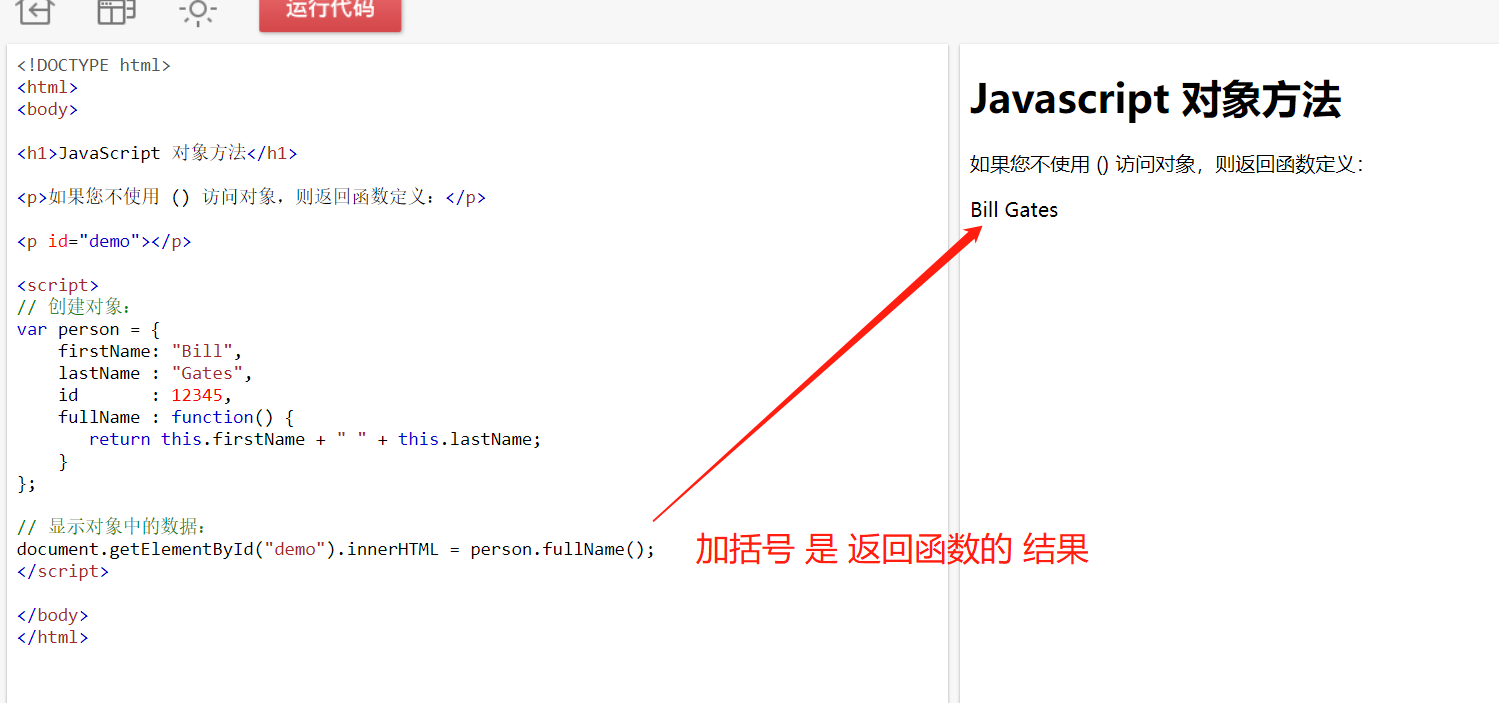 运行代码
<!DOCTYPE html>
<html>
<body>
<h1>JavaScript 对象方法</h1>
<p>如果您不使用 () 访问对象，则返回函数定义：</p>
<p id="demo"></p>
<script>
// 创建对象：
var person = {
    firstName: "Bill",
    lastName : "Gates",
    id       : 12345,
    fullName : function() {
       return this.firstName + " " + this.lastName;
    }
};
// 显示对象中的数据：
document.getElementById("demo").innerHTML = person.fullName();
</script>
</body>
</html>
加括号 是 返回函数的 结果
Javascript 对象方法
如果您不使用 () 访问对象，则返回函数定义：
Bill Gates